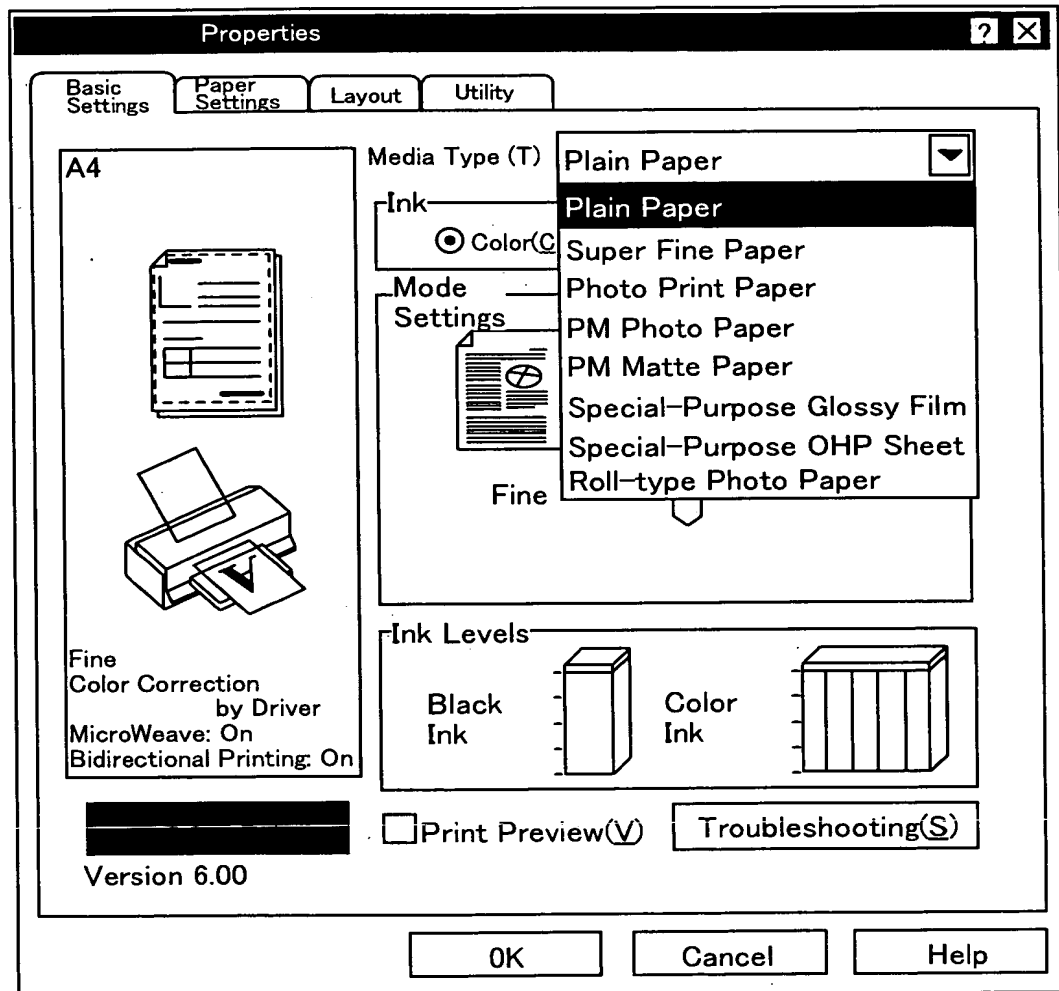 Properties
? X
Basic
Settings
Paper
Settings
Layout
Utility
A4
Fine
Color Correction
by Driver
MicroWeave: On
Bidirectional Printing: On
Version 6.00
Media Type (T)
Plain Paper
Plain Paper
Super Fine Paper
Photo Print Paper
PM Photo Paper
PM Matte Paper
Special-Purpose Glossy Film
Special-Purpose OHP Sheet
Roll-type Photo Paper
Ink
Color(C
Mode
Settings
Fine
Ink Levels
Black
Ink
Color
Ink
Print Preview(V)
Troubleshooting(S)
OK
Cancel
Help